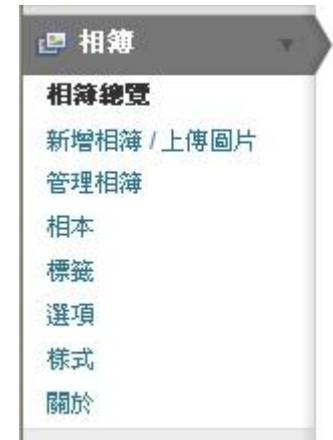 相簿
相簿總覽
新增相簿 / 上傳圖片
管理相簿
相本
標籤
選項
樣式
關於